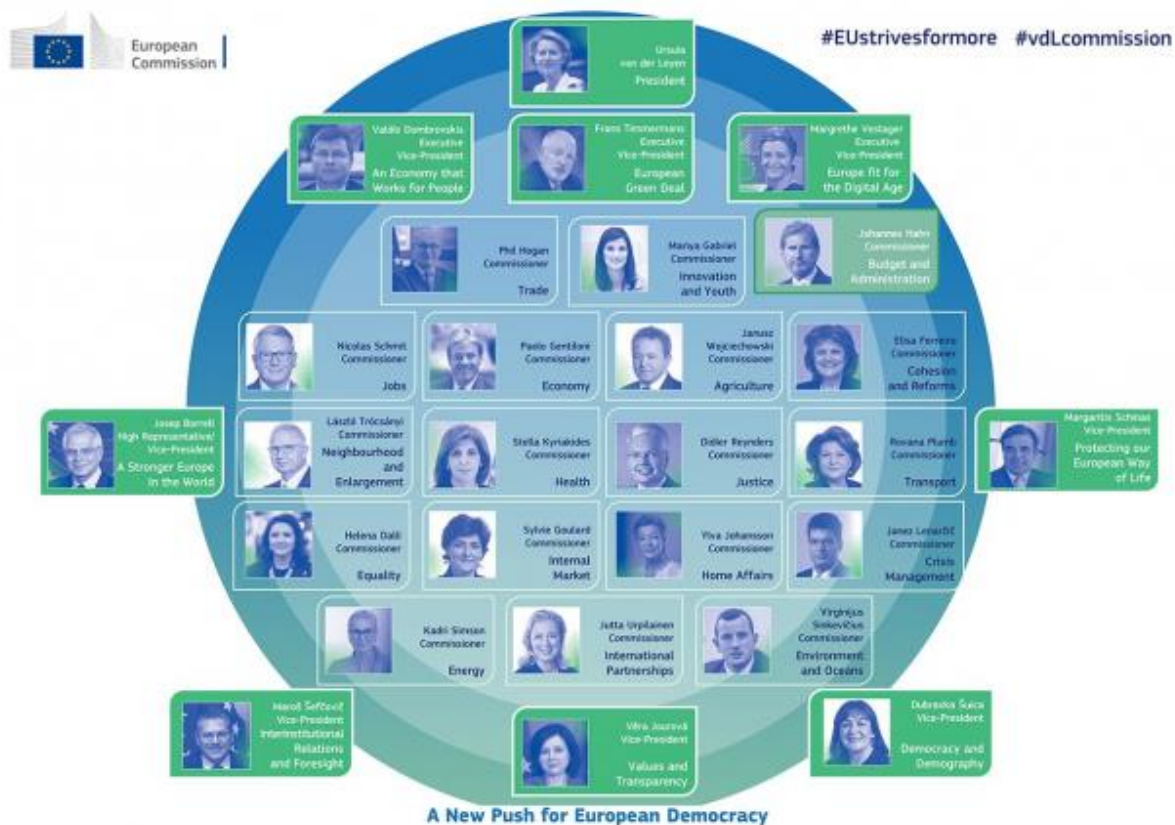 European
Commission
#EUstrivesformore #vdLcommission
Ursula
von der Leyen
President
Valdis Dombrovskis
Executive
Vice-President
An Economy that
Works for People
Frans Timmermans
Executive
Vice-President
European
Green Deal
Margrethe Vestager
Executive
Vice-President
Europe fit for
the Digital Age
Phil Hogan
Commissioner
Trade
Mariya Gabriel
Commissioner
Innovation
and Youth
Johannes Hahn
Commissioner
Budget and
Administration
Nicolas Schmit
Commissioner
Jobs
Paolo Gentiloni
Commissioner
Economy
Janusz
Wojciechowski
Commissioner
Agriculture
Elisa Ferreira
Commissioner
Cohesion
and Reforms
Josep Borrell
High Representative/
Vice-President
A Stronger Europe
in the World
László Trócsányi
Commissioner
Neighbourhood
and
Enlargement
Stella Kyriakides
Commissioner
Health
Didier Reynders
Commissioner
Justice
Rovana Plumb
Commissioner
Transport
Margaritis Schinas
Vice-President
Protecting our
European Way
of Life
Helena Dalli
Commissioner
Equality
Sylvie Goulard
Commissioner
Internal
Market
Ylva Johansson
Commissioner
Home Affairs
Janez Lenarčič
Commissioner
Crisis
Management
Kadri Simson
Commissioner
Energy
Jutta Urpilainen
Commissioner
International
Partnerships
Virginijus
Sinkevičius
Commissioner
Environment
and Oceans
Maroš Šefčovič
Vice-President
Interinstitutional
Relations
and Foresight
Věra Jourová
Vice-President
Values and
Transparency
Dubravka Šuica
Vice-President
Democracy and
Demography
A New Push for European Democracy